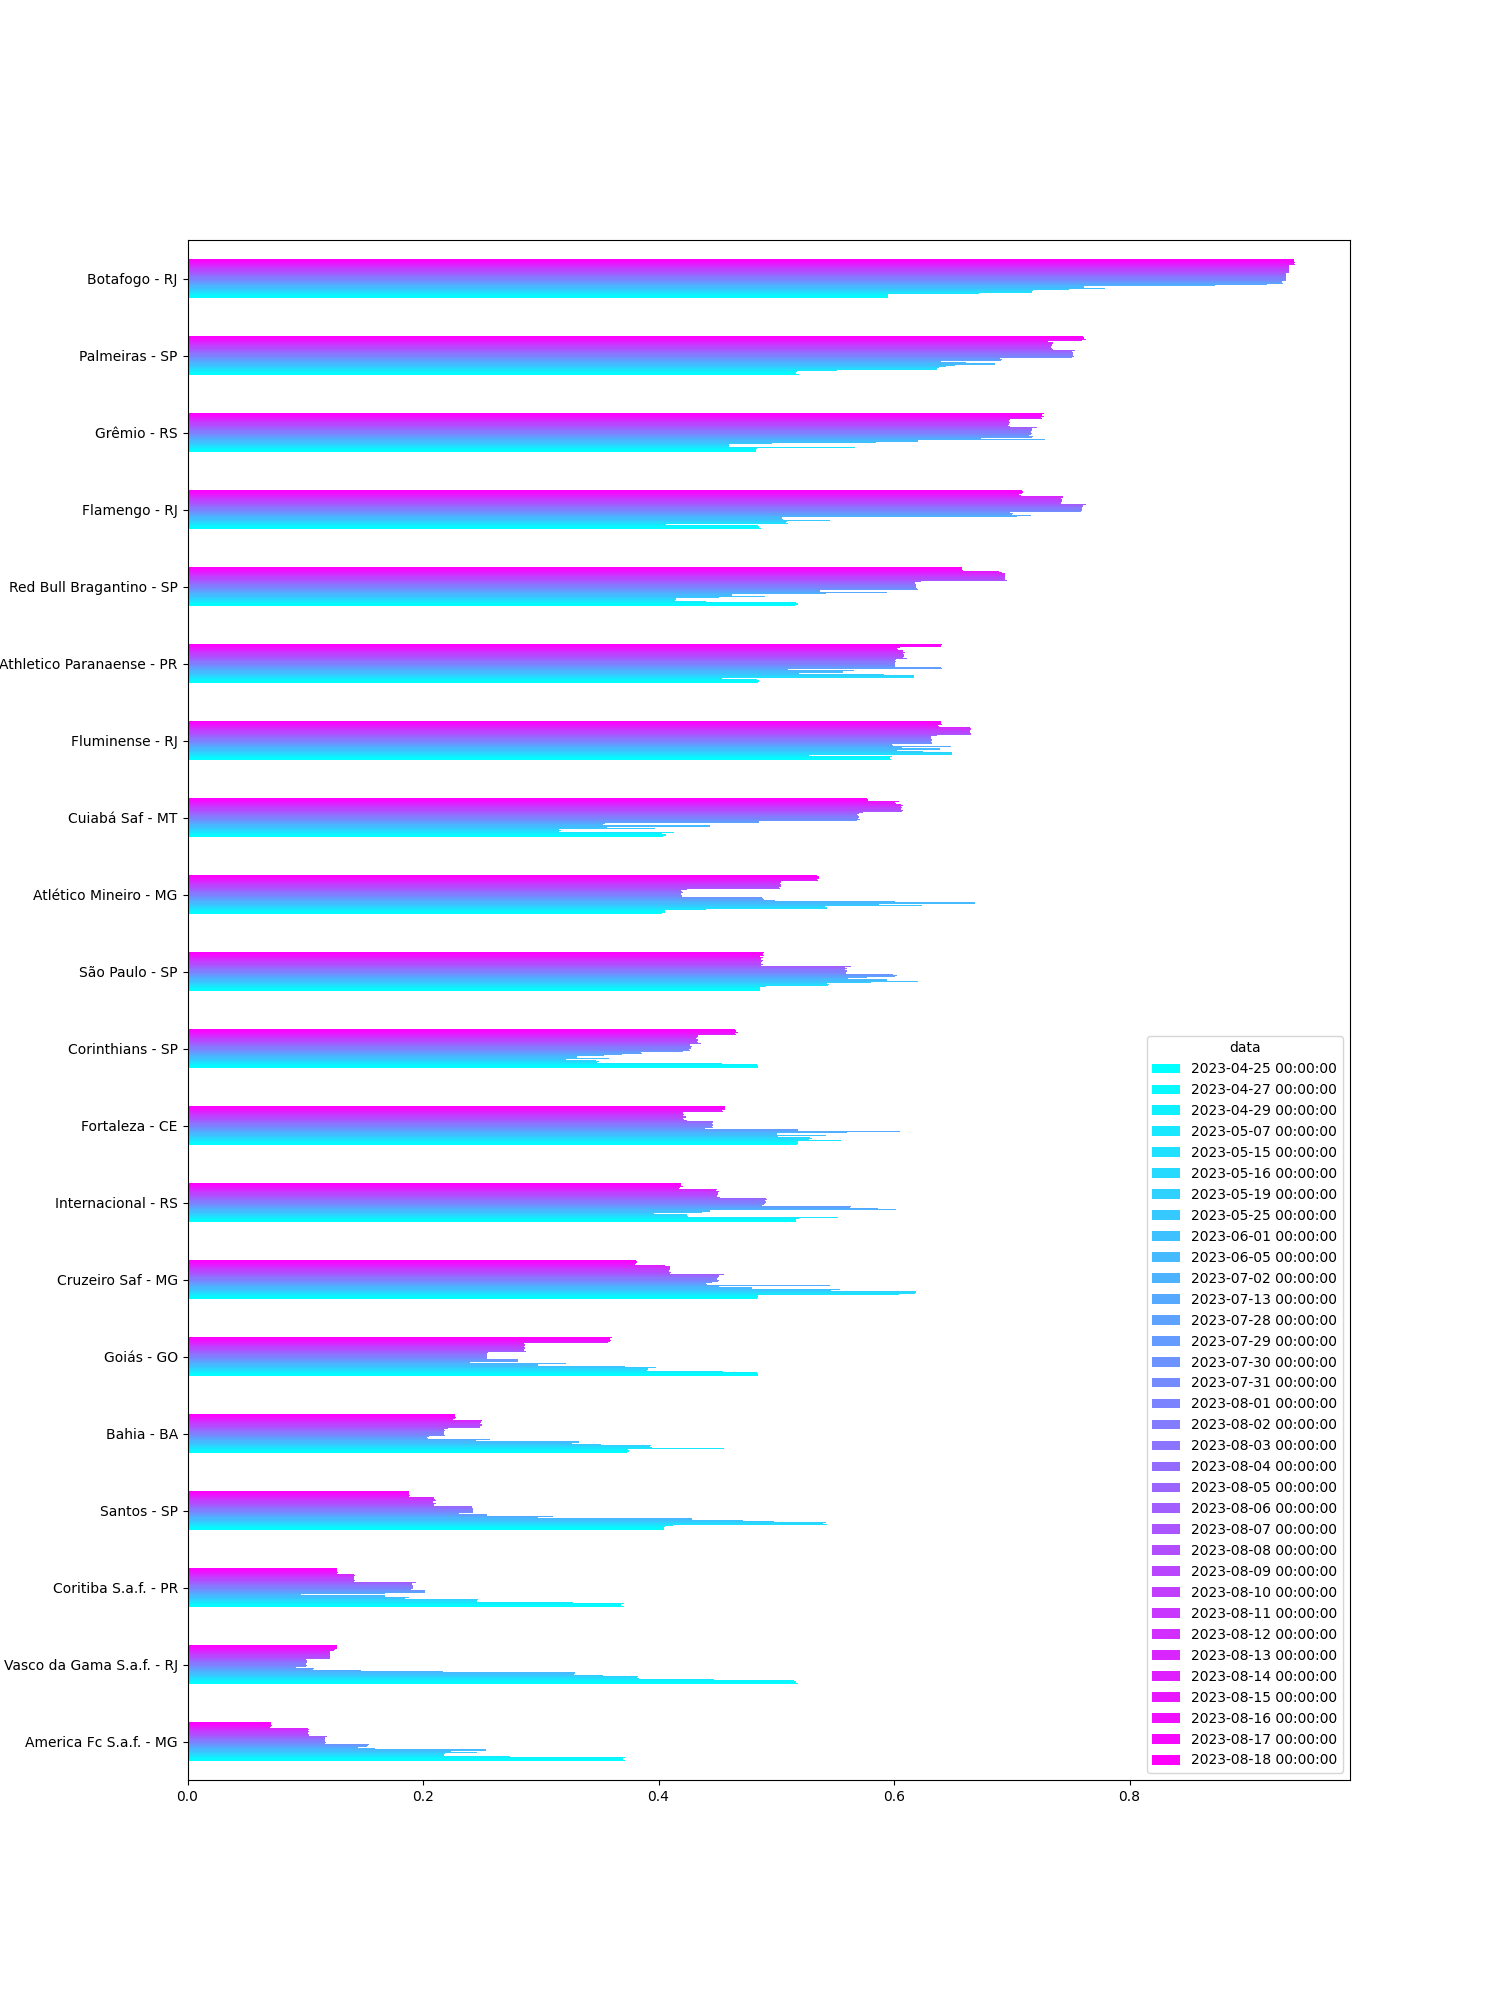 Botafogo - RJ
Palmeiras - SP
Grêmio - RS
Flamengo - RJ
Red Bull Bragantino - SP
Athletico Paranaense - PR
Fluminense - RJ
Cuiabá Saf - MT
Atlético Mineiro - MG
São Paulo - SP
Corinthians - SP
Fortaleza - CE
Internacional - RS
Cruzeiro Saf - MG
Goiás - GO
Bahia - BA
Santos - SP
Coritiba S.a.f. - PR
Vasco da Gama S.a.f. - RJ
America Fc S.a.f. - MG
0.0 0.2 0.4 0.6 0.8
data
2023-04-25 00:00:00
2023-04-27 00:00:00
2023-04-29 00:00:00
2023-05-07 00:00:00
2023-05-15 00:00:00
2023-05-16 00:00:00
2023-05-19 00:00:00
2023-05-25 00:00:00
2023-06-01 00:00:00
2023-06-05 00:00:00
2023-07-02 00:00:00
2023-07-13 00:00:00
2023-07-28 00:00:00
2023-07-29 00:00:00
2023-07-30 00:00:00
2023-07-31 00:00:00
2023-08-01 00:00:00
2023-08-02 00:00:00
2023-08-03 00:00:00
2023-08-04 00:00:00
2023-08-05 00:00:00
2023-08-06 00:00:00
2023-08-07 00:00:00
2023-08-08 00:00:00
2023-08-09 00:00:00
2023-08-10 00:00:00
2023-08-11 00:00:00
2023-08-12 00:00:00
2023-08-13 00:00:00
2023-08-14 00:00:00
2023-08-15 00:00:00
2023-08-16 00:00:00
2023-08-17 00:00:00
2023-08-18 00:00:00